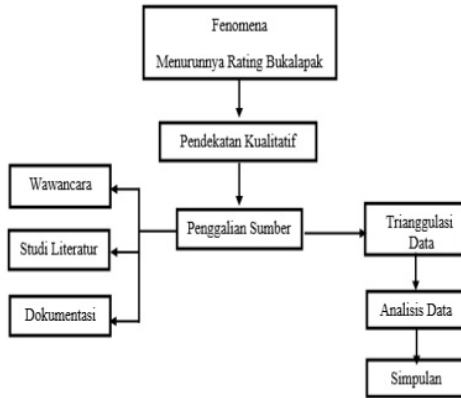 Fenomena
Menurunnya Rating Bukalapak
Pendekatan Kualitatif
Wawancara
Penggalian Sumber
Trianggulasi
Data
Studi Literatur
Dokumentasi
Analisis Data
Simpulan